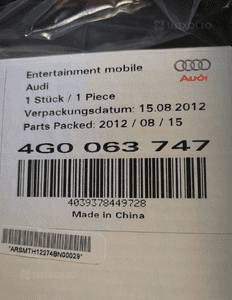 LUXOLIO
Entertainment mobile
Audi
1 Stück / 1 Piece
Verpackungsdatum: 15.08.2012
Parts Packed: 2012 / 08 / 15
Audi
4G0 063 747
4039378449728
Made in China
*ARSMTH12274BN00029*